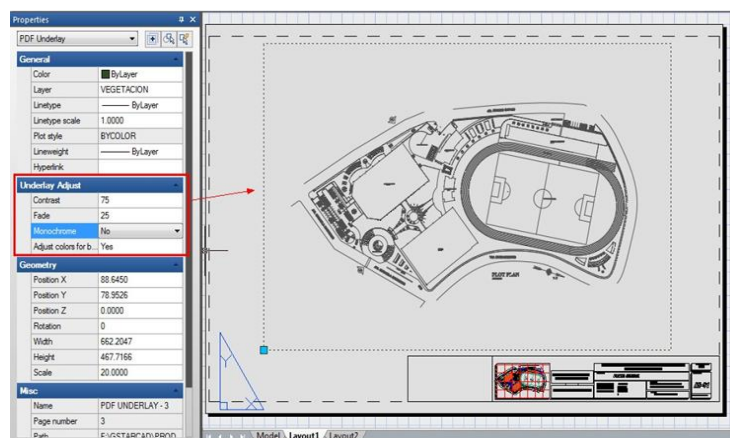 Properties
PDF Underlay
General
Color ByLayer
Layer VEGETACION
Linetype ByLayer
Linetype scale 1.0000
Plot style BYCOLOR
Lineweight ByLayer
Hyperlink
Underlay Adjust
Contrast 75
Fade 25
Monochrome No
Adjust colors for b... Yes
Geometry
Position X 88.6450
Position Y 78.9526
Position Z 0.0000
Rotation 0
Width 662.2047
Height 467.7166
Scale 20.0000
Misc
Name PDF UNDERLAY - 3
Page number 3
Path E:\GSTARCAD\PROD
PLOT PLAN
Y
X
Model Layout1 Layout2